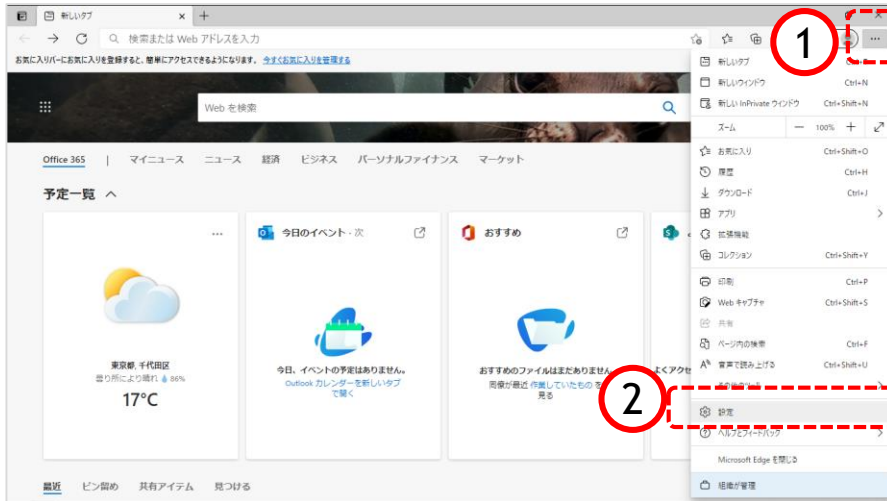 新しいタブ
検索または Web アドレスを入力
お気に入りバーにお気に入りを登録すると、簡単にアクセスできるようになります。 今すぐお気に入りを管理する
1
Web を検索
Office 365 | マイニュース ニュース 経済 ビジネス パーソナルファイナンス マーケット
予定一覧
東京都, 千代田区
曇り所により晴れ 86%
17°C
今日のイベント・次
今日、イベントの予定はありません。
Outlook カレンダーを新しいタブ
で開く
おすすめ
おすすめのファイルはまだありません。
同僚が最近 作業していたもの を
見る
よくアクセ
最近 ピン留め 共有アイテム 見つける
新しいタブ
新しいウィンドウ Ctrl+N
新しい InPrivate ウィンドウ Ctrl+Shift+N
ズーム 100%
お気に入り Ctrl+Shift+O
履歴 Ctrl+H
ダウンロード Ctrl+J
アプリ
拡張機能
コレクション Ctrl+Shift+Y
印刷 Ctrl+P
Web キャプチャ Ctrl+Shift+S
共有
ページ内の検索 Ctrl+F
音声で読み上げる Ctrl+Shift+U
その他のツール
2
設定
ヘルプとフィードバック
Microsoft Edge を閉じる
組織が管理